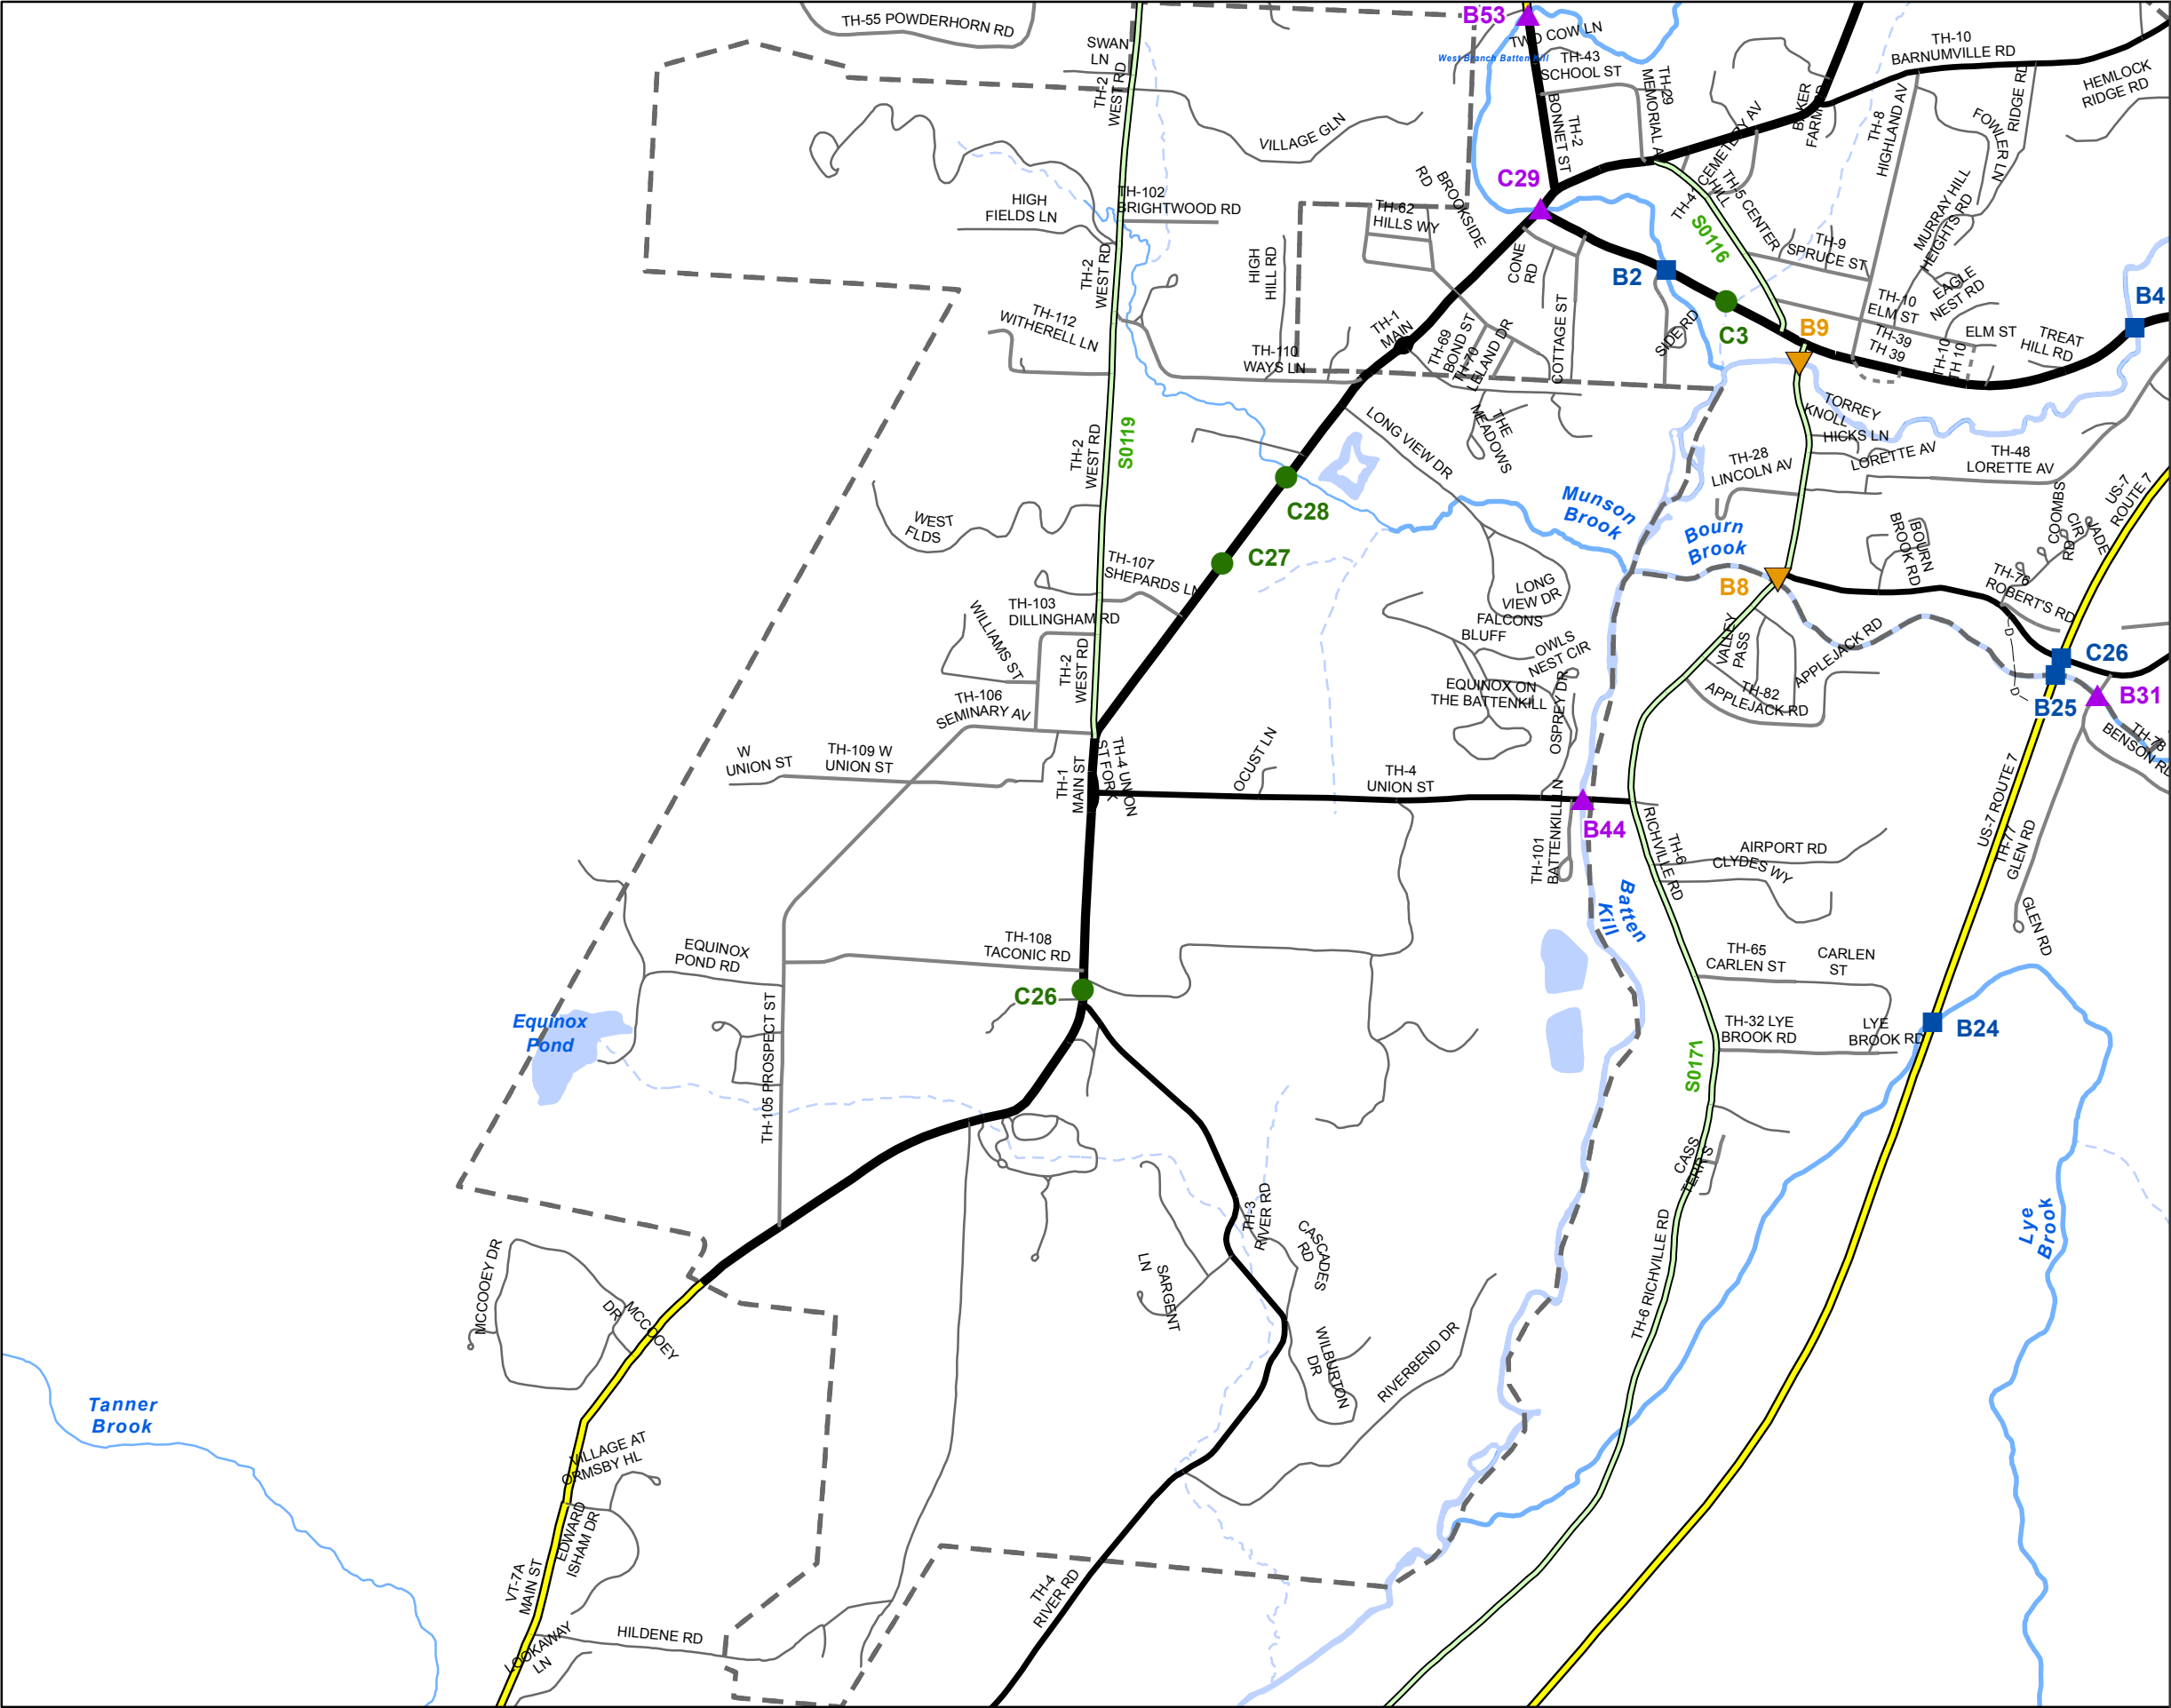 TH-55 POWDERHORN RD
B53
TWO COW LN
West Branch Batten Kill
TH-43
SCHOOL ST
TH-29
MEMORIAL A
TH-10
BARNUMVILLE RD
HEMLOCK
RIDGE RD
SWAN
LN
TH-2
WEST RD
VILLAGE GLN
TH-2
BONNET ST
CEMETERY AV
BAKER
FARM RD
TH-8
HIGHLAND AV
FOWLER LN
RIDGE RD
C29
BROOKSIDE
RD
TH-62
HILLS WY
TH-41
C HILL
TH-5 CENTER
S0116
TH-9
SPRUCE ST
MURRAY HILL
HEIGHTS RD
EAGLE
NEST RD
HIGH
FIELDS LN
TH-102
BRIGHTWOOD RD
TH-2
WEST RD
HIGH
HILL RD
CONE
RD
B2
C3
B9
B4
TH-10
ELM ST
ELM ST
TREAT
HILL RD
TH-39
TH 39
TH-10
TH 10
TH-112
WITHERELL LN
TH-110
WAYS LN
TH-1
MAIN
TH-69
BOND ST
TH-70
LELAND DR
COTTAGE ST
SIDE RD
TORREY
KNOLL
HICKS LN
LORETTE AV
TH-48
LORETTE AV
TH-28
LINCOLN AV
LONG VIEW DR
THE
MEADOWS
S0119
TH-2
WEST RD
C28
C27
WEST
FLDS
Munson
Brook
Bourn
Brook
B8
BOURN
BROOK RD
COOMBS
CIR
JADE
RD
US-7
ROUTE 7
TH-76
ROBERT'S RD
TH-107
SHEPARDS LN
TH-103
DILLINGHAM RD
WILLIAMS ST
TH-2
WEST RD
TH-106
SEMINARY AV
LONG
VIEW DR
FALCONS
BLUFF
OWLS
NEST CIR
EQUINOX ON
THE BATTENKILL
OSPREY DR
VALLEY
PASS
APPLEJACK RD
TH-82
APPLEJACK RD
D
D
C26
B25
B31
TH-78
BENSON RD
W
UNION ST
TH-109 W
UNION ST
TH-1
MAIN ST
TH-4 UNION
ST FORK
OCUST LN
TH-4
UNION ST
TH-101
BATTENKILL LN
B44
TH-6
RICHVILLE RD
AIRPORT RD
CLYDES WY
US-7 ROUTE 7
TH-77
GLEN RD
GLEN RD
Batten
Kill
EQUINOX
POND RD
TH-108
TACONIC RD
C26
TH-65
CARLEN ST
CARLEN
ST
TH-32 LYE
BROOK RD
LYE
BROOK RD
B24
Equinox
Pond
TH-105 PROSPECT ST
S0171
CASS
TERR S
Lye
Brook
TH-3
RIVER RD
CASCADES
RD
SARGENT
LN
WILBURTON
DR
RIVERBEND DR
TH-6 RICHVILLE RD
MCCOOEY DR
MCCOOEY
DR
Tanner
Brook
VILLAGE AT
ORMSBY HL
EDWARD
ISHAM DR
VT-7A
MAIN ST
LOOKAWAY
LN
HILDENE RD
TH-4
RIVER RD